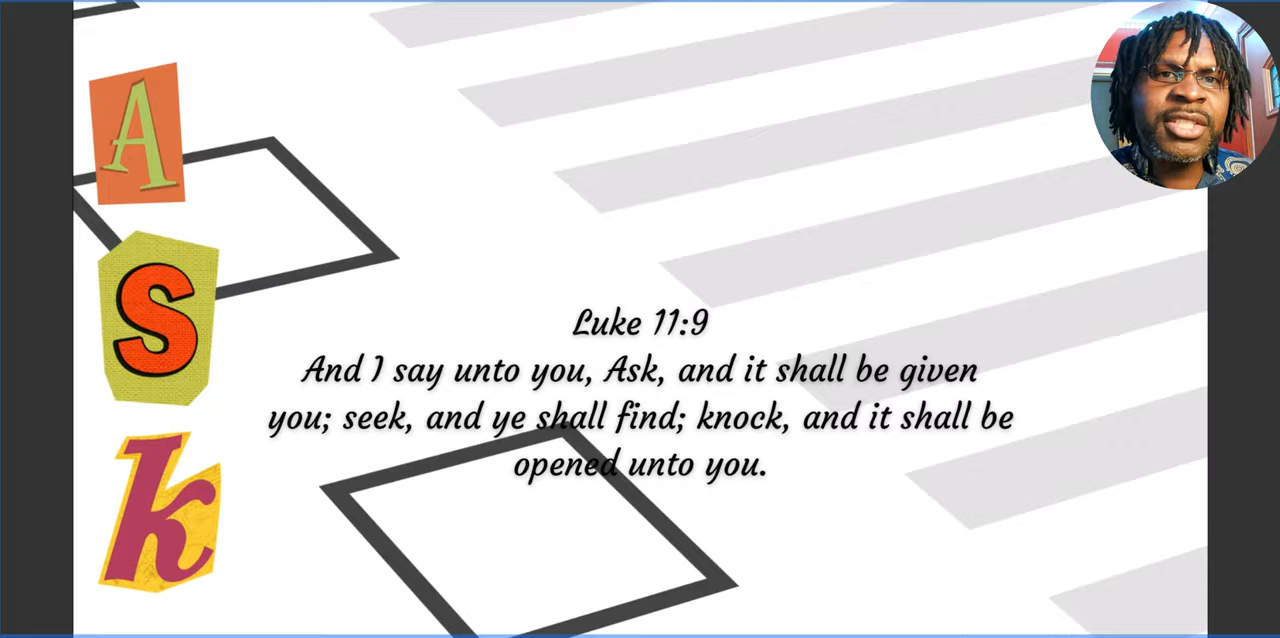 A
S
k
Luke 11:9
And I say unto you, Ask, and it shall be given
you; seek, and ye shall find; knock, and it shall be
opened unto you.